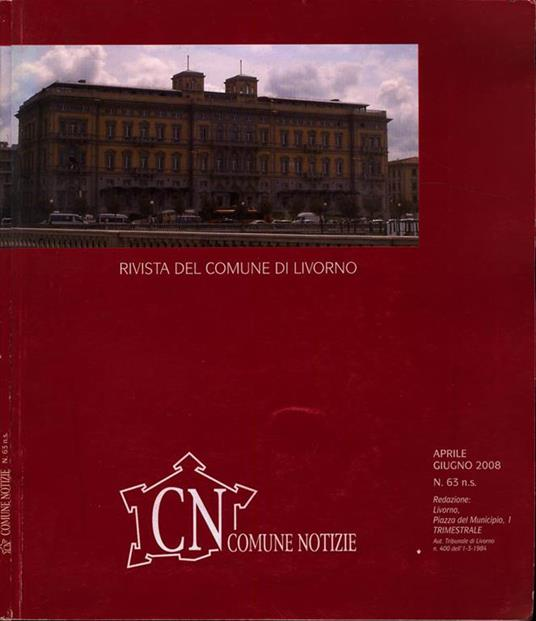 RIVISTA DEL COMUNE DI LIVORNO
APRILE
GIUGNO 2008
N. 63 n.s.
Redazione:
Livorno,
Piazza del Municipio, 1
TRIMESTRALE
Aut. Tribunale di Livorno
n. 400 dell'1-3-1984
CN COMUNE NOTIZIE
CN COMUNE NOTIZIE N. 63 n.s.